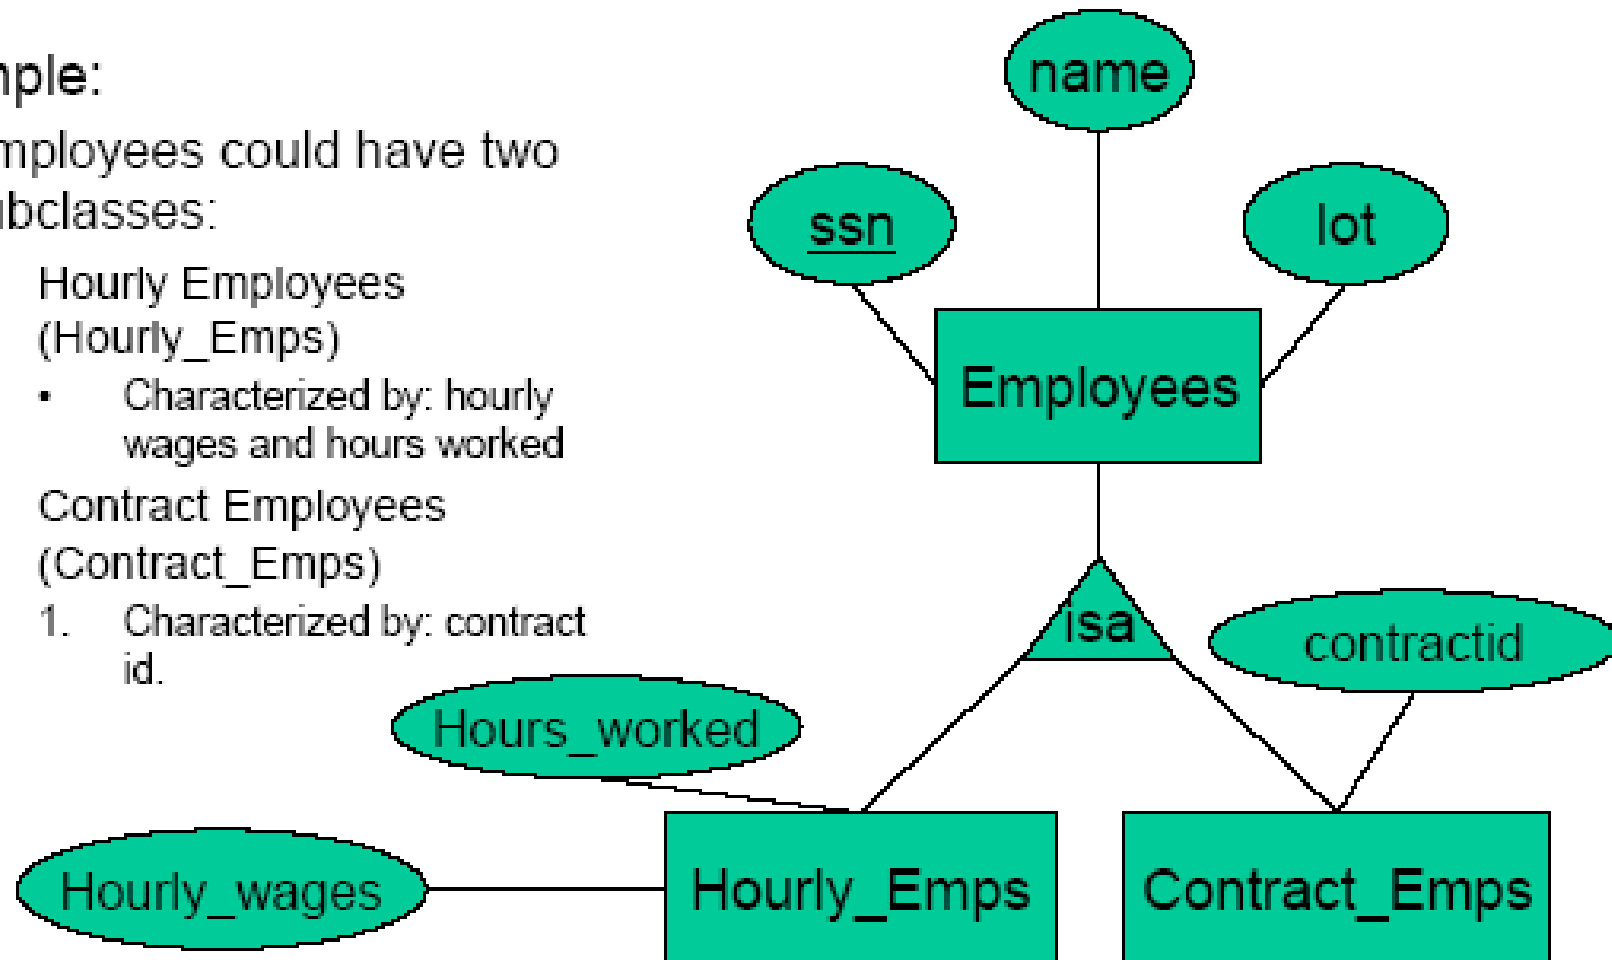 mple:
mployees could have two
ubclasses:
Hourly Employees
(Hourly_Emps)
• Characterized by: hourly
wages and hours worked
Contract Employees
(Contract_Emps)
1. Characterized by: contract
id.
name
ssn
lot
Employees
isa
contractid
Hours_worked
Hourly_wages
Hourly_Emps
Contract_Emps